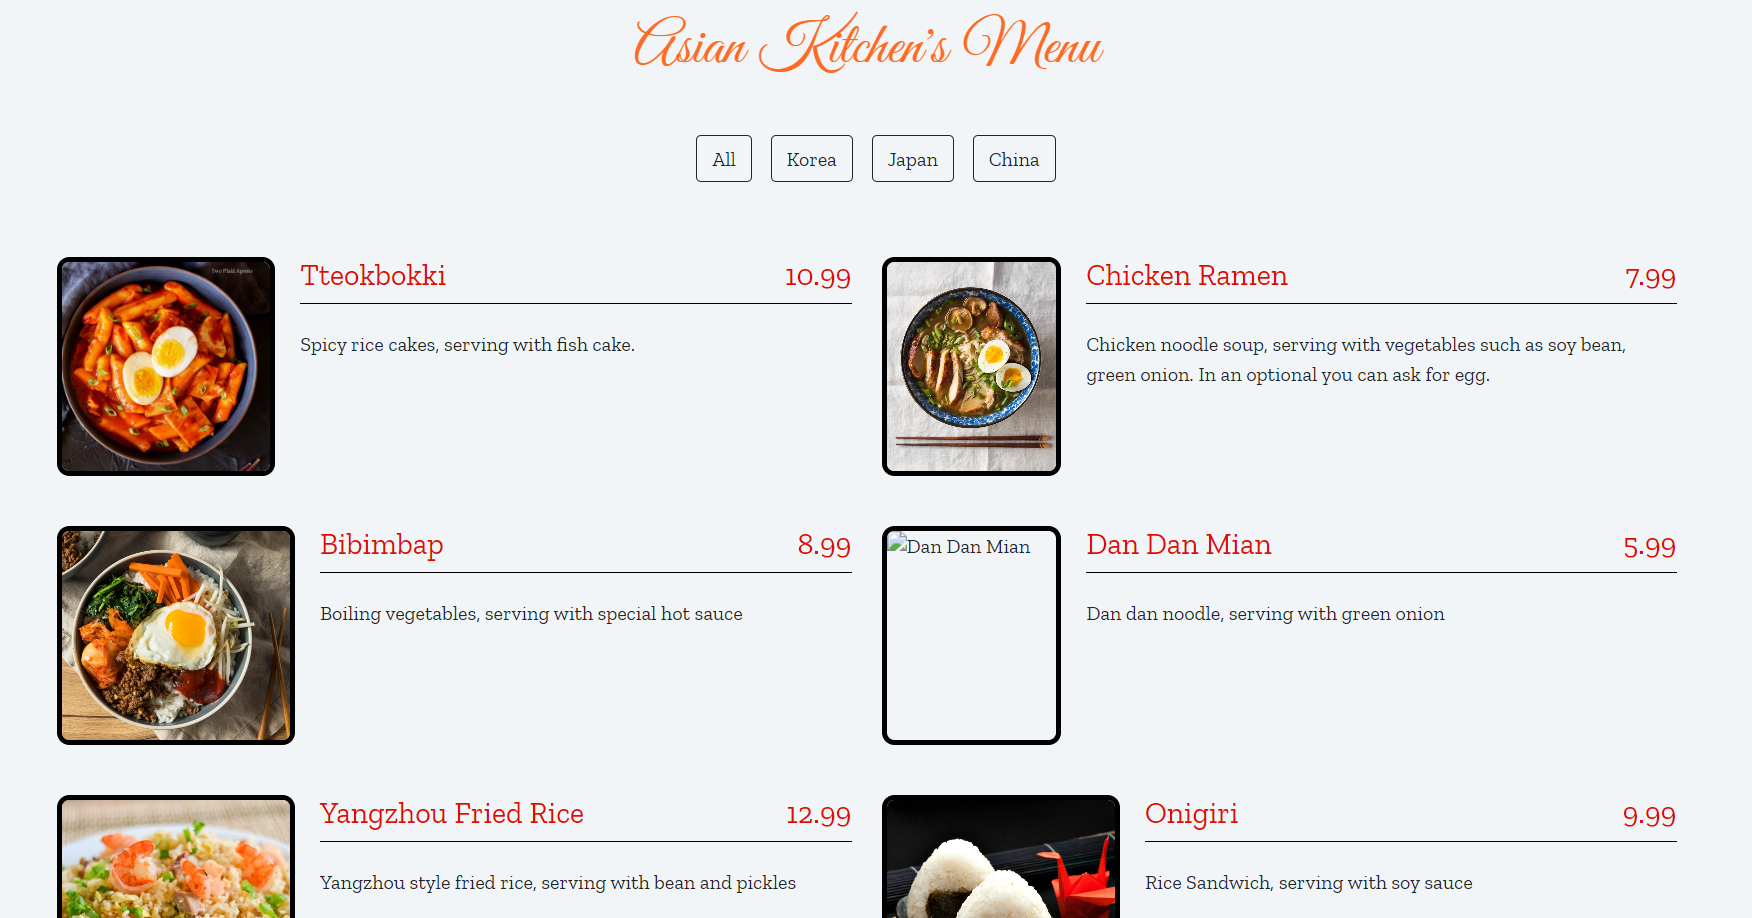 Asian Kitchen's Menu
All
Korea
Japan
China
Two Plaid Aprons
Tteokbokki
10.99
Spicy rice cakes, serving with fish cake.
Chicken Ramen
7.99
Chicken noodle soup, serving with vegetables such as soy bean,
green onion. In an optional you can ask for egg.
Bibimbap
8.99
Boiling vegetables, serving with special hot sauce
Dan Dan Mian
Dan Dan Mian
5.99
Dan dan noodle, serving with green onion
Yangzhou Fried Rice
12.99
Yangzhou style fried rice, serving with bean and pickles
Onigiri
9.99
Rice Sandwich, serving with soy sauce